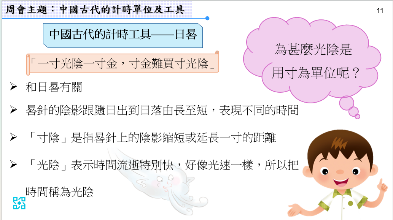 周會主題：中國古代的計時單位及工具
11
中國古代的計時工具——日晷
「一寸光陰一寸金，寸金難買寸光陰」
為甚麼光陰是
用寸為單位呢？
和日晷有關
晷針的陰影跟隨日出到日落由長至短，表現不同的時間
「寸陰」是指晷針上的陰影縮短或延長一寸的距離
「光陰」表示時間流逝特別快，好像光速一樣，所以把
時間稱為光陰